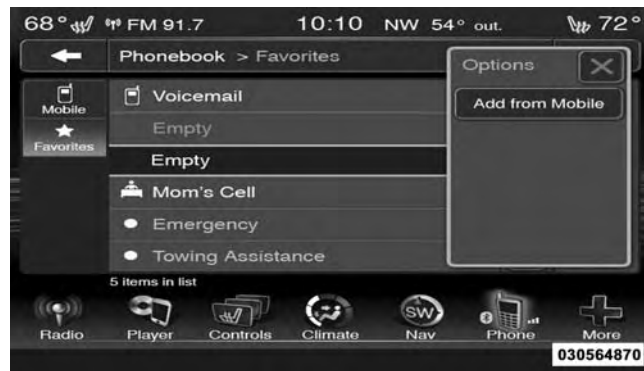 68° FM 91.7 10:10 NW 54° out. 72°
Phonebook > Favorites
Options
Mobile
Voicemail
Add from Mobile
Favorites
Empty
Empty
Mom's Cell
Emergency
Towing Assistance
5 items in list
Radio Player Controls Climate Nav Phone More
SW
030564870